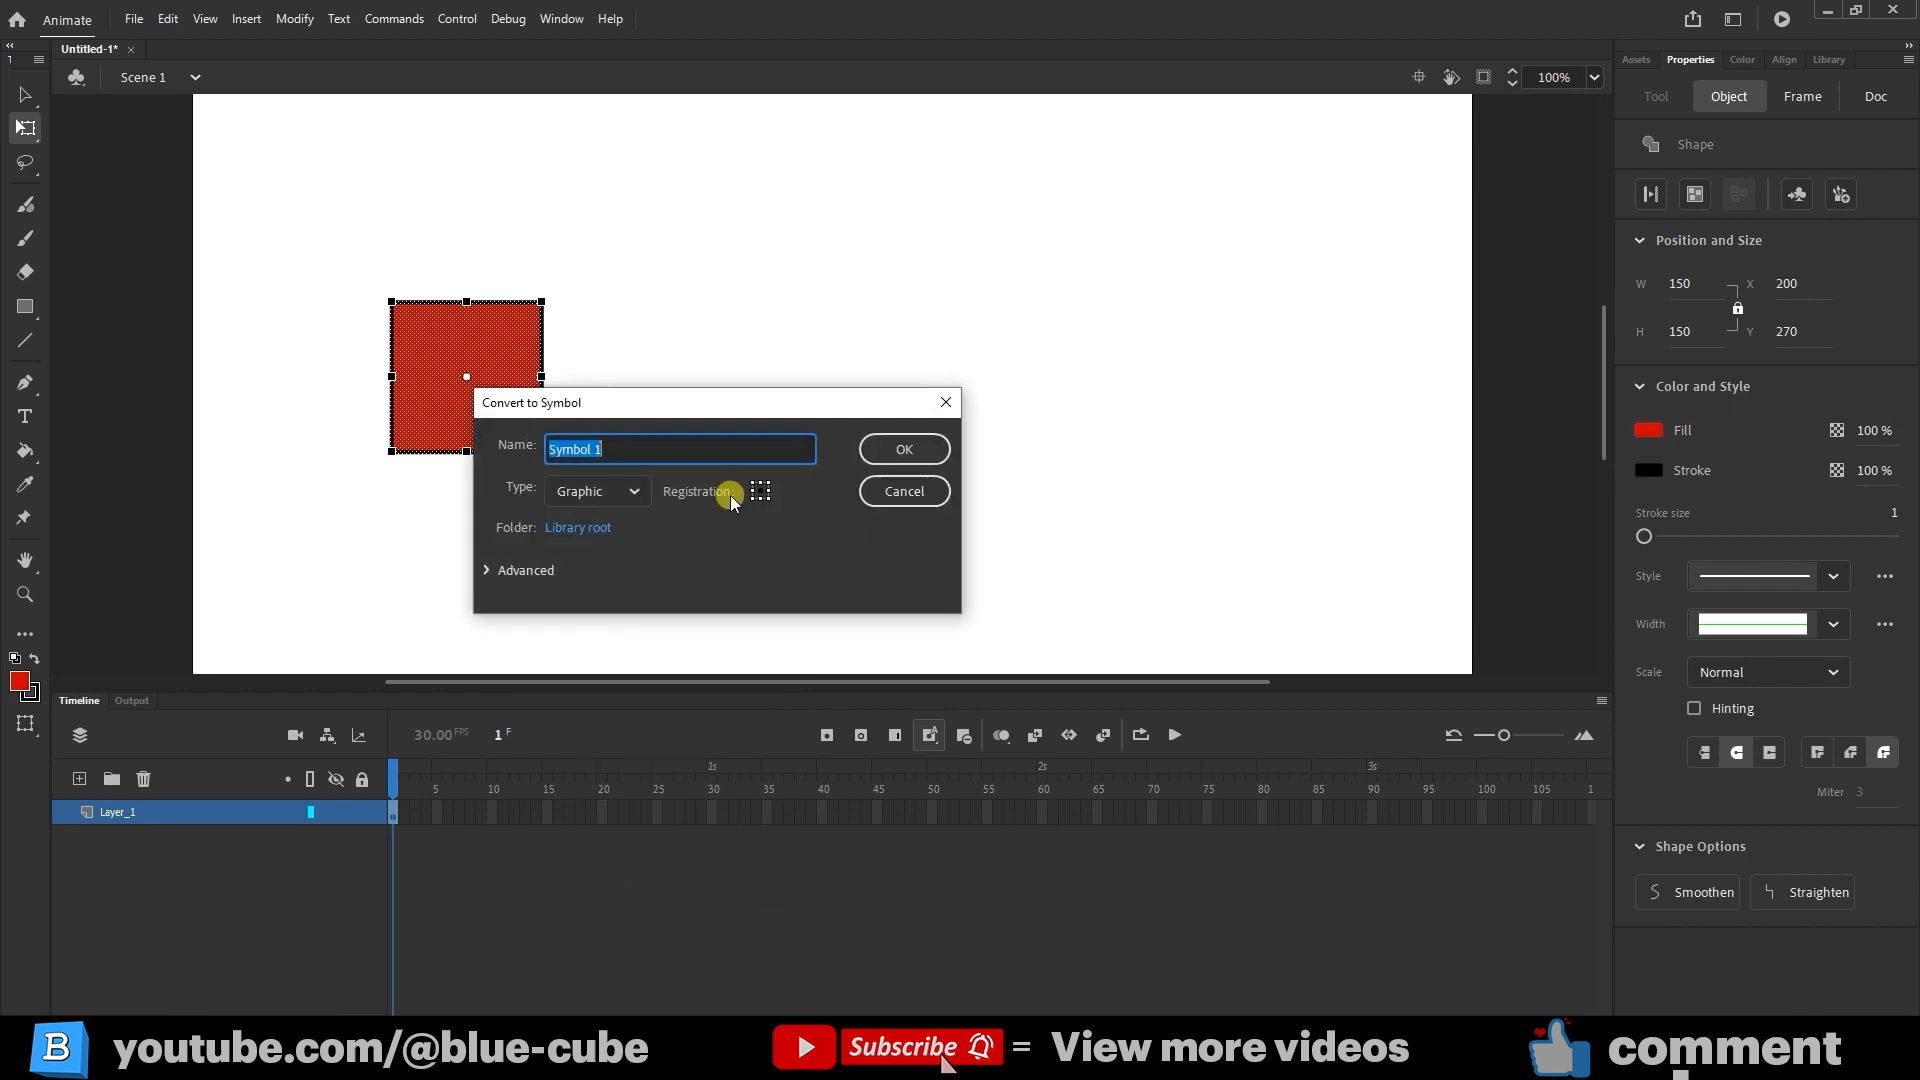 Animate File Edit View Insert Modify Text Commands Control Debug Window Help
Untitled-1*
Scene 1
100%
Assets Properties Color Align Library
Tool Object Frame Doc
Shape
Position and Size
W 150 X 200
H 150 Y 270
Color and Style
Fill 100 %
Stroke 100 %
Stroke size 1
Style
Width
Scale Normal
Hinting
Miter 3
Shape Options
Smoothen Straighten
Convert to Symbol
Name: Symbol 1 OK
Type: Graphic Registration: Cancel
Folder: Library root
Advanced
Timeline Output
30.00 FPS 1 F
1s 2s 3s
5 10 15 20 25 30 35 40 45 50 55 60 65 70 75 80 85 90 95 100 105 1
Layer_1
B youtube.com/@blue-cube Subscribe = View more videos comment